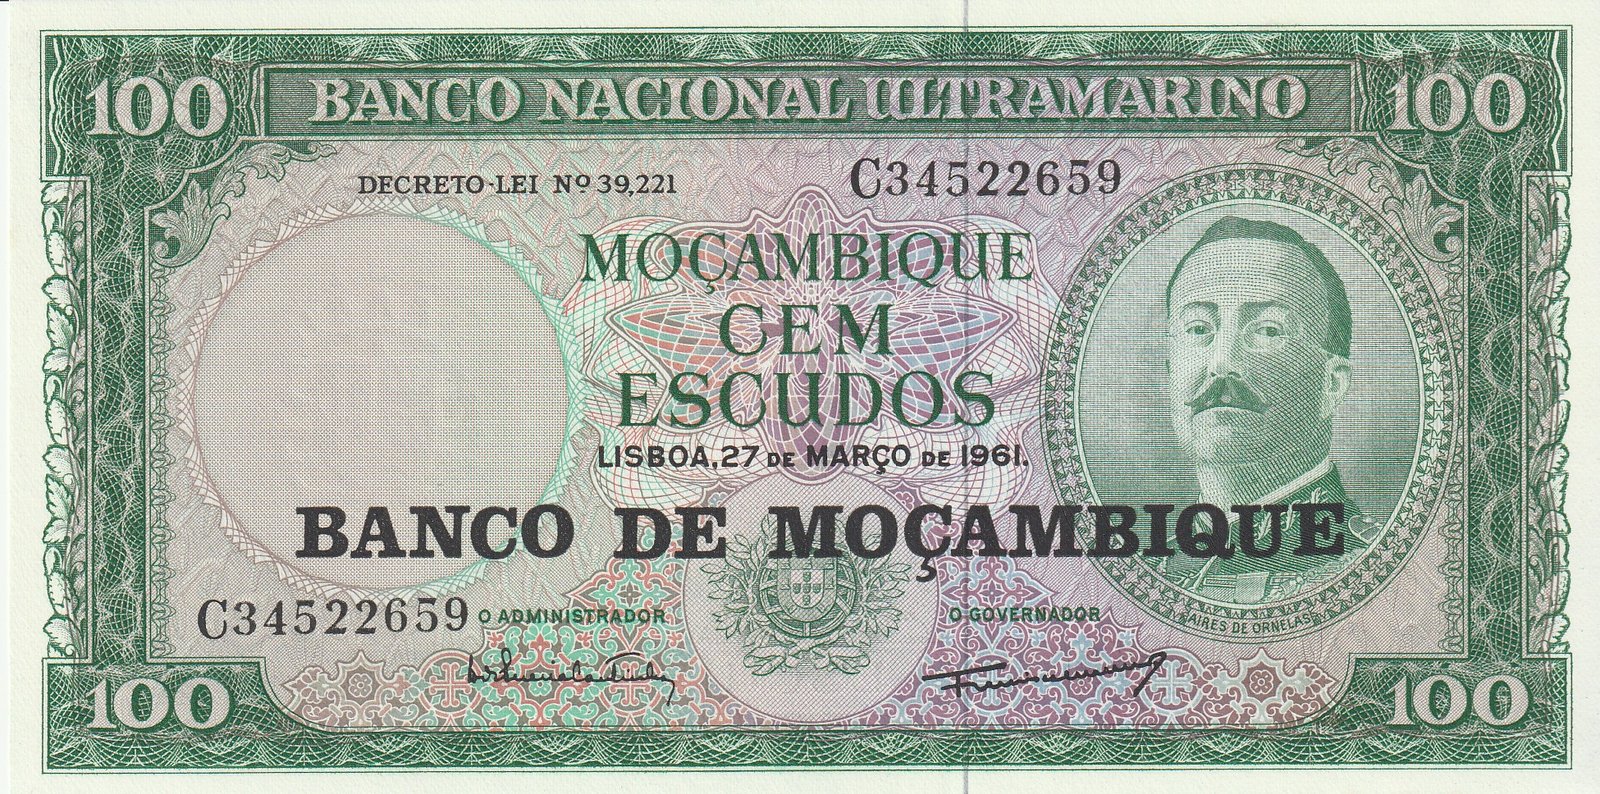 100 BANCO NACIONAL ULTRAMARINO 100
DECRETO-LEI Nº 39,221 C34522659
MOÇAMBIQUE
CEM
ESCUDOS
LISBOA, 27 DE MARÇO DE 1961.
BANCO DE MOÇAMBIQUE
C34522659 O ADMINISTRADOR O GOVERNADOR
AIRES DE ORNELAS
100 100